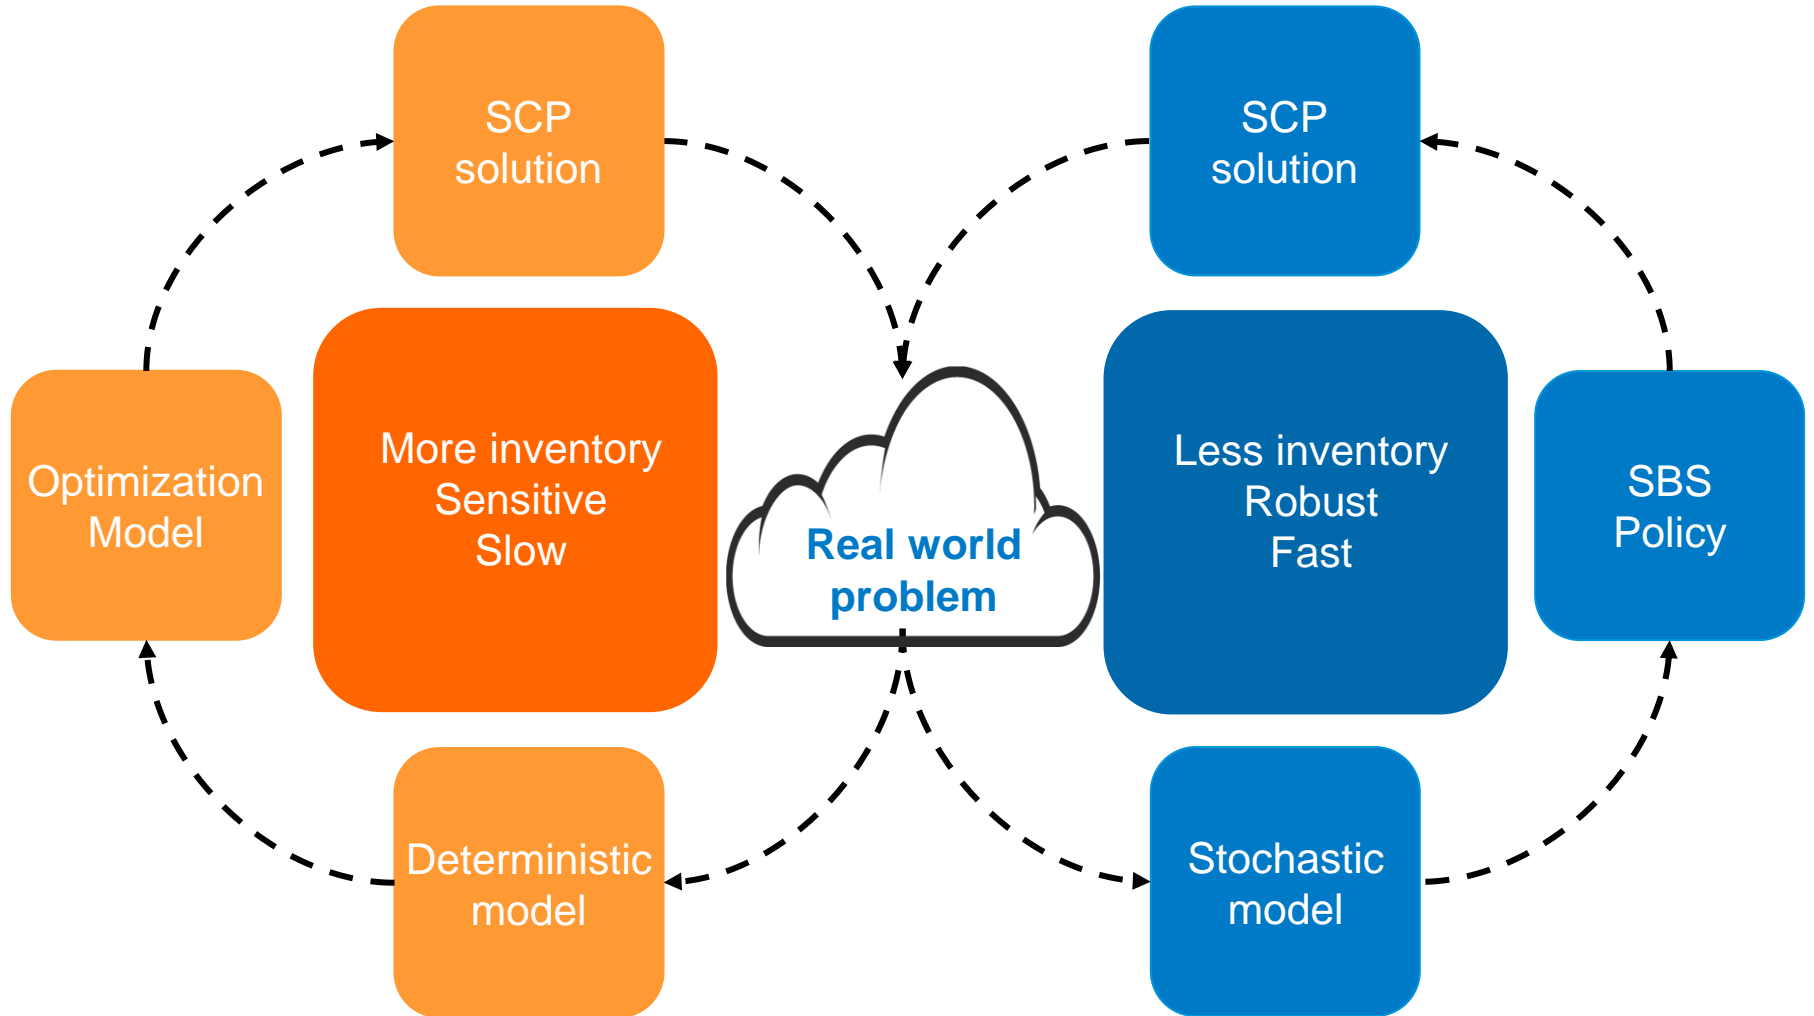 SCP
solution
SCP
solution
More inventory
Sensitive
Slow
Less inventory
Robust
Fast
Optimization
Model
SBS
Policy
Real world
problem
Deterministic
model
Stochastic
model